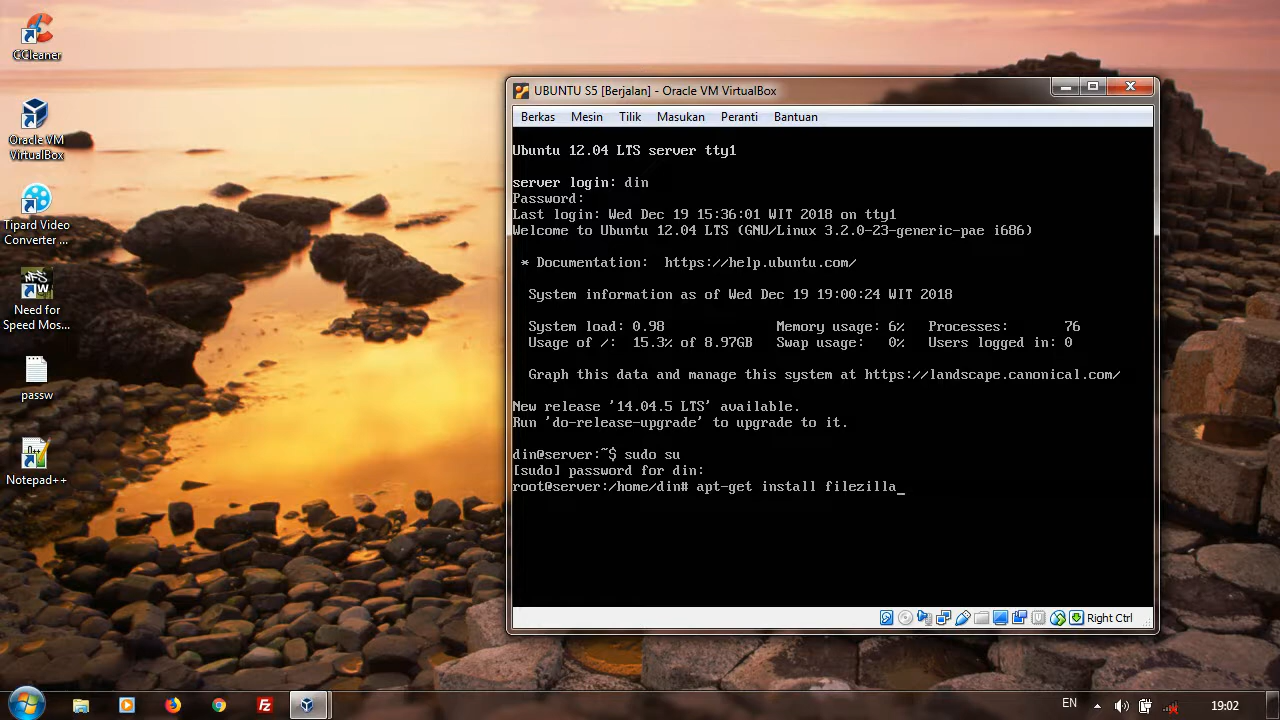 CCleaner
Oracle VM
VirtualBox
Tipard Video
Converter ...
Need for
Speed Mos...
passw
Notepad++
UBUNTU S5 [Berjalan] - Oracle VM VirtualBox
Berkas Mesin Tilik Masukan Peranti Bantuan
Ubuntu 12.04 LTS server tty1
server login: din
Password:
Last login: Wed Dec 19 15:36:01 WIT 2018 on tty1
Welcome to Ubuntu 12.04 LTS (GNU/Linux 3.2.0-23-generic-pae i686)
* Documentation: https://help.ubuntu.com/
System information as of Wed Dec 19 19:00:24 WIT 2018
System load: 0.98 Memory usage: 6% Processes: 76
Usage of /: 15.3% of 8.97GB Swap usage: 0% Users logged in: 0
Graph this data and manage this system at https://landscape.canonical.com/
New release '14.04.5 LTS' available.
Run 'do-release-upgrade' to upgrade to it.
din@server:~$ sudo su
[sudo] password for din:
root@server:/home/din# apt-get install filezilla_
Right Ctrl
EN 19:02